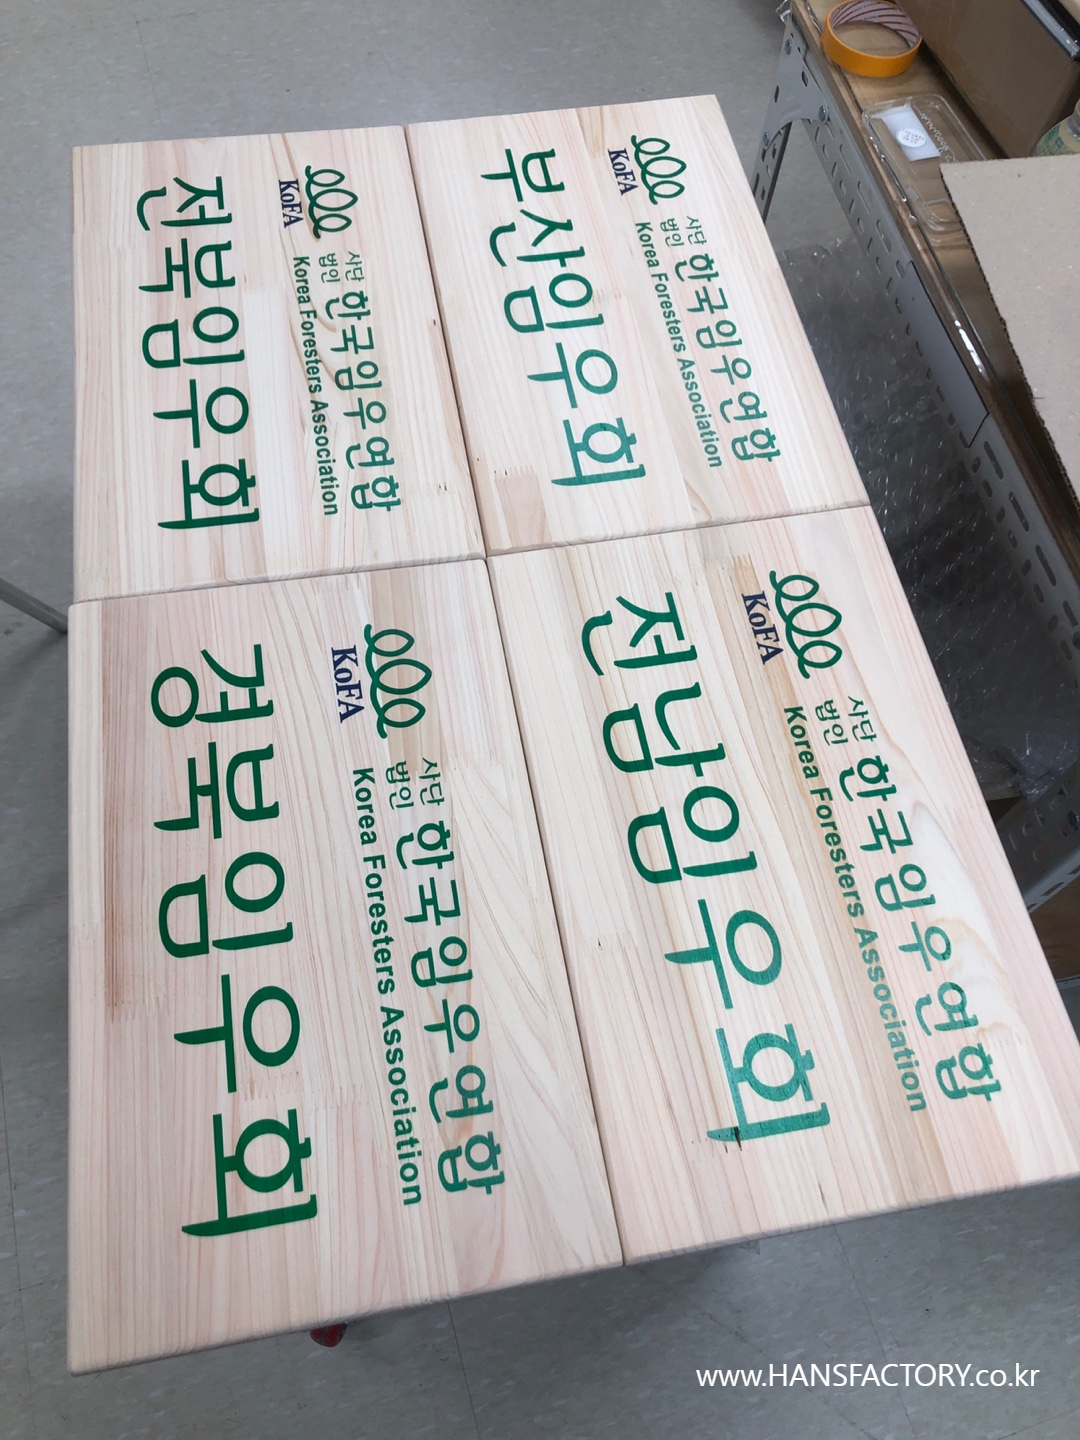 KoFA
사단
법인
한국임우연합
Korea Foresters Association
전북임우회
KoFA
사단
법인
한국임우연합
Korea Foresters Association
부산임우회
KoFA
사단
법인
한국임우연합
Korea Foresters Association
경북임우회
KoFA
사단
법인
한국임우연합
Korea Foresters Association
전남임우회
www.HANSFACTORY.co.kr